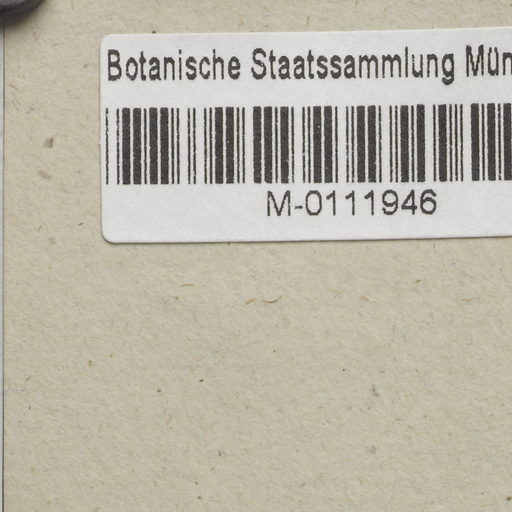 Botanische Staatssammlung Mün
M-0111946